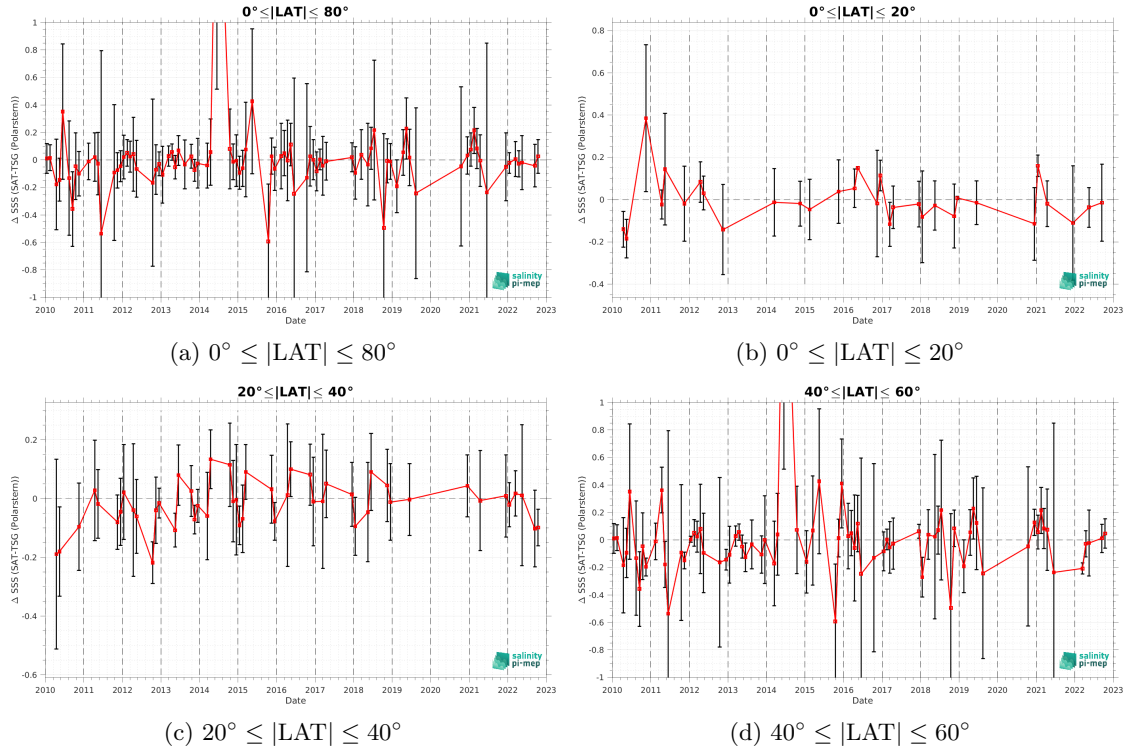 0°≤|LAT|≤ 80°
1
0.8
0.6
0.4
0.2
0
-0.2
-0.4
-0.6
-0.8
-1
Δ SSS (SAT-TSG (Polarstern))
2010 2011 2012 2013 2014 2015 2016 2017 2018 2019 2020 2021 2022 2023
Date
salinity
pi-mep
(a) 0° ≤ |LAT| ≤ 80°
0°≤|LAT|≤ 20°
0.8
0.6
0.4
0.2
0
-0.2
-0.4
Δ SSS (SAT-TSG (Polarstern))
2010 2011 2012 2013 2014 2015 2016 2017 2018 2019 2020 2021 2022 2023
Date
salinity
pi-mep
(b) 0° ≤ |LAT| ≤ 20°
20°≤|LAT|≤ 40°
0.2
0
-0.2
-0.4
-0.6
Δ SSS (SAT-TSG (Polarstern))
2010 2011 2012 2013 2014 2015 2016 2017 2018 2019 2020 2021 2022 2023
Date
salinity
pi-mep
(c) 20° ≤ |LAT| ≤ 40°
40°≤|LAT|≤ 60°
1
0.8
0.6
0.4
0.2
0
-0.2
-0.4
-0.6
-0.8
-1
Δ SSS (SAT-TSG (Polarstern))
2010 2011 2012 2013 2014 2015 2016 2017 2018 2019 2020 2021 2022 2023
Date
salinity
pi-mep
(d) 40° ≤ |LAT| ≤ 60°